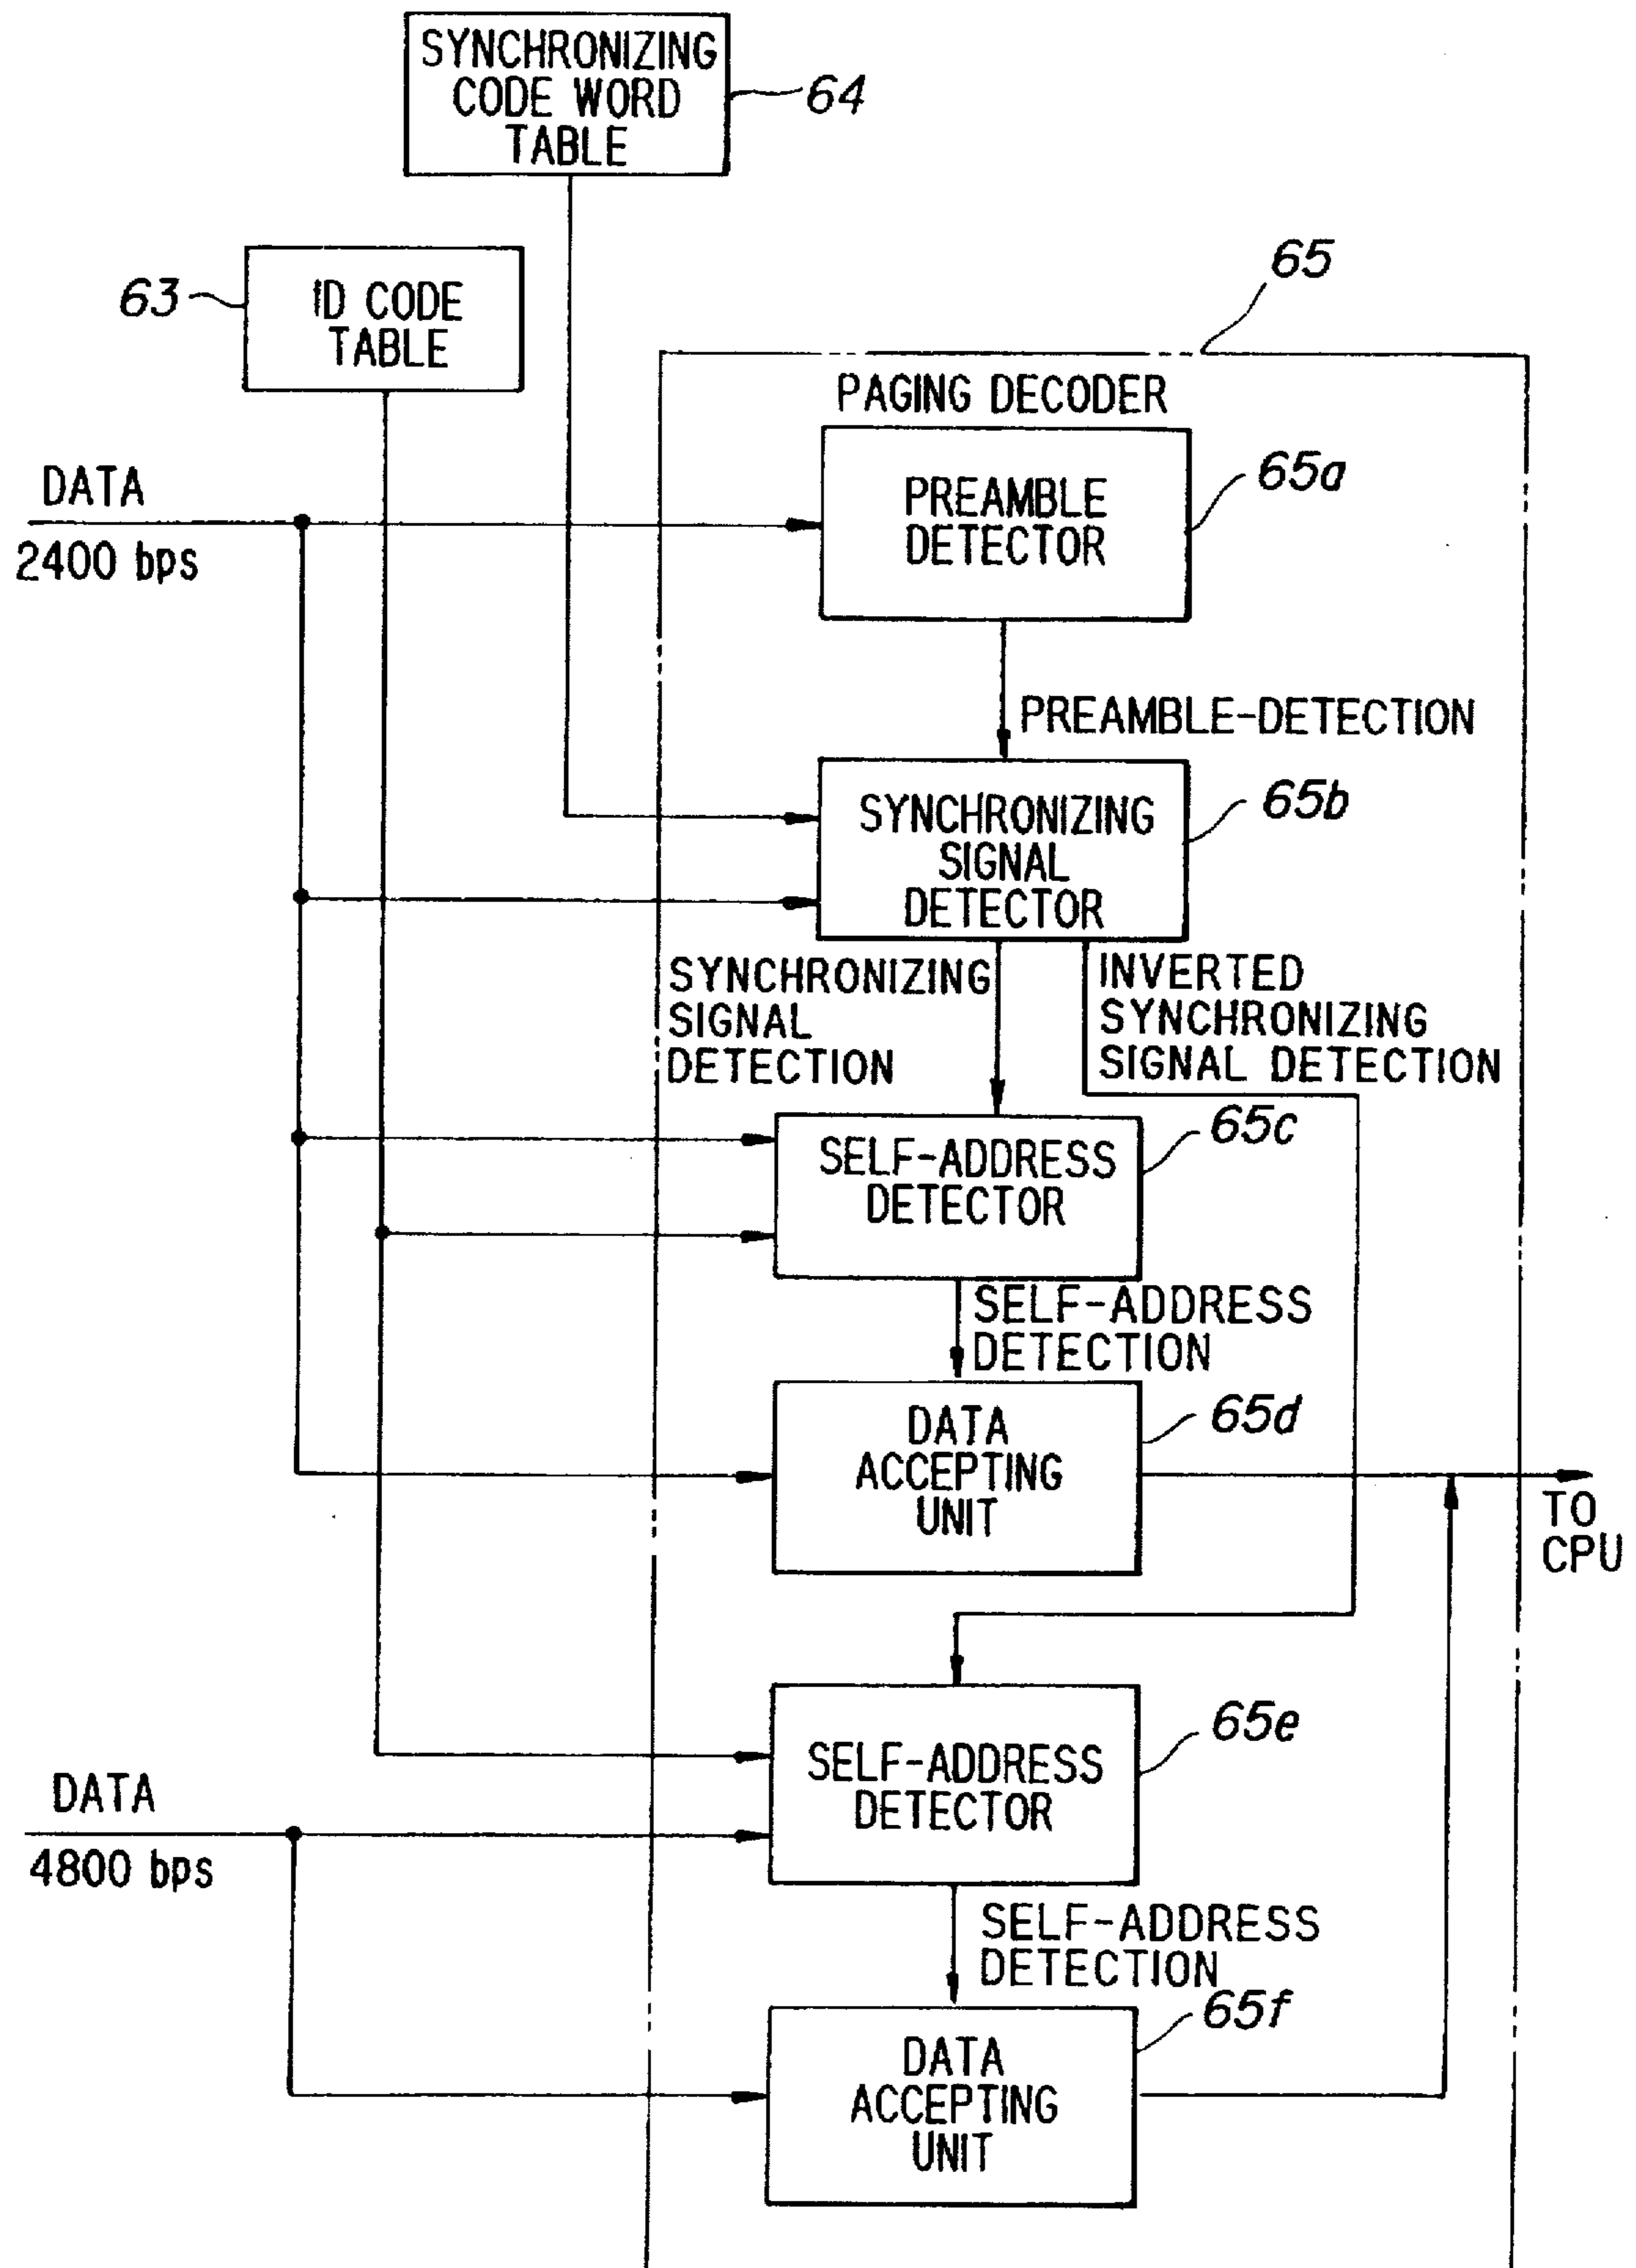 SYNCHRONIZING
CODE WORD
TABLE
64
63
ID CODE
TABLE
65
PAGING DECODER
DATA
2400 bps
PREAMBLE
DETECTOR
65a
PREAMBLE-DETECTION
SYNCHRONIZING
SIGNAL
DETECTOR
65b
SYNCHRONIZING
SIGNAL
DETECTION
INVERTED
SYNCHRONIZING
SIGNAL DETECTION
SELF-ADDRESS
DETECTOR
65c
SELF-ADDRESS
DETECTION
DATA
ACCEPTING
UNIT
65d
TO
CPU
SELF-ADDRESS
DETECTOR
65e
DATA
4800 bps
SELF-ADDRESS
DETECTION
DATA
ACCEPTING
UNIT
65f